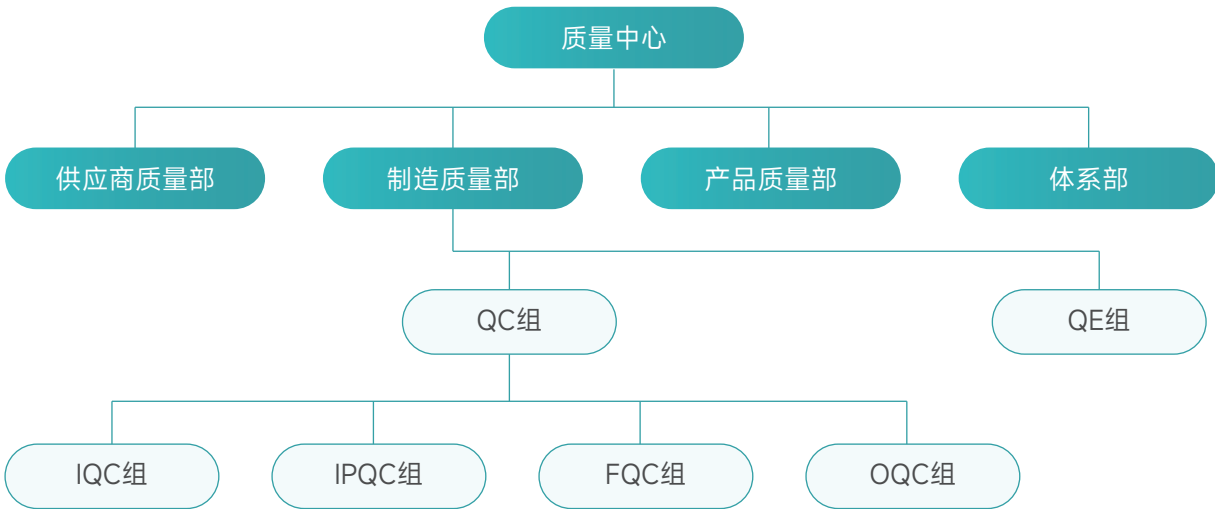 质量中心
供应商质量部
制造质量部
产品质量部
体系部
QC组
QE组
IQC组
IPQC组
FQC组
OQC组